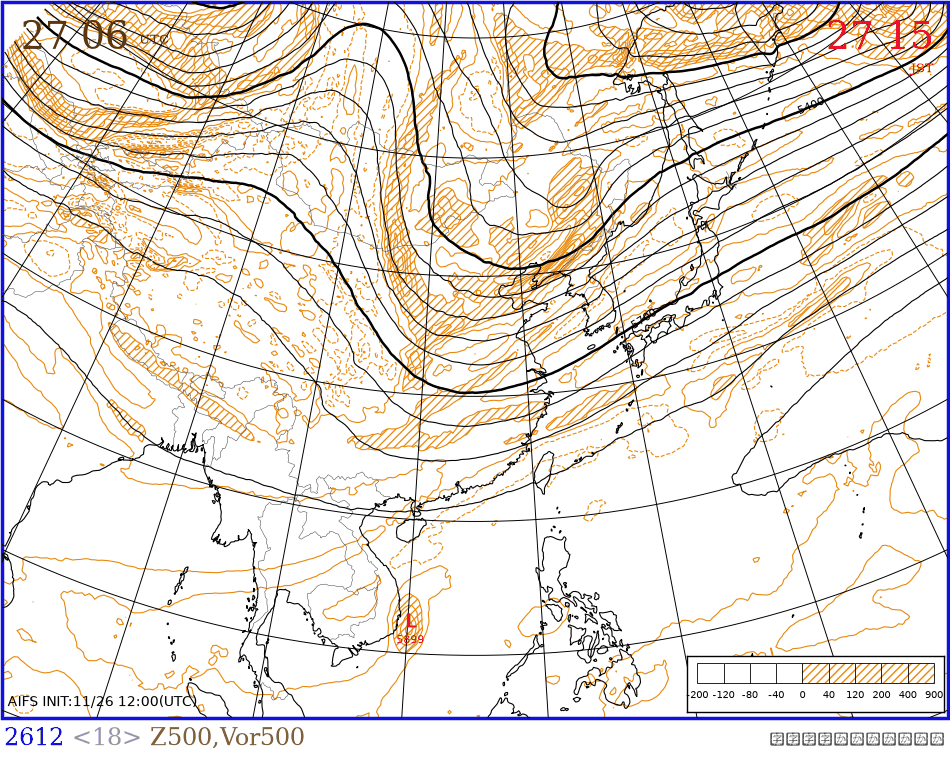 27 06 UTC
27 15 JST
5400
5700
L
5899
-200 -120 -80 -40 0 40 120 200 400 900
AIFS INIT:11/26 12:00(UTC)
2612 <18> Z500,Vor500